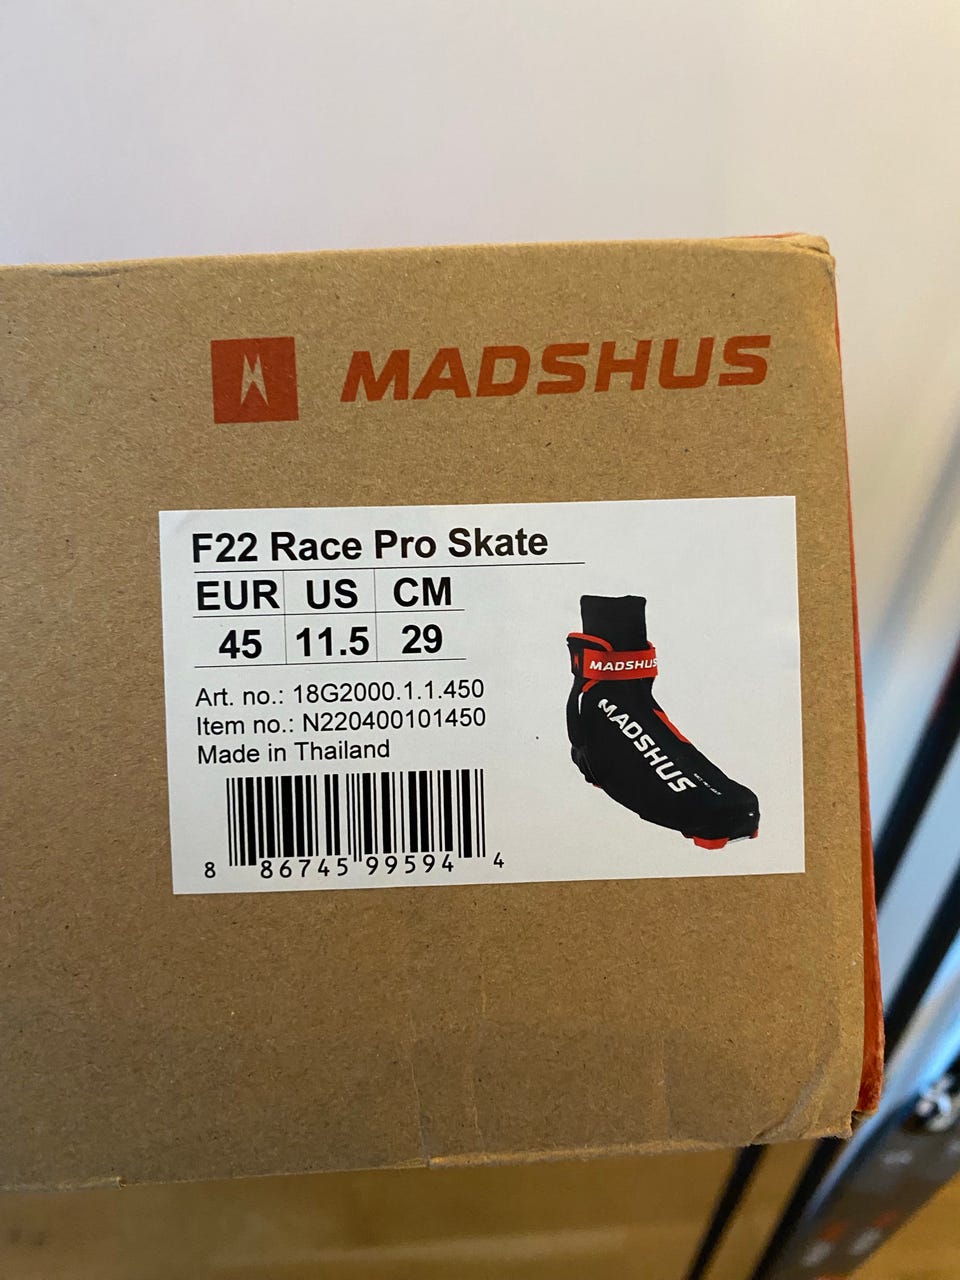 MADSHUS
F22 Race Pro Skate
EUR US CM
45 11.5 29
Art. no.: 18G2000.1.1.450
Item no.: N220400101450
Made in Thailand
8 86745 99594 4
MADSHUS
MADSHUS